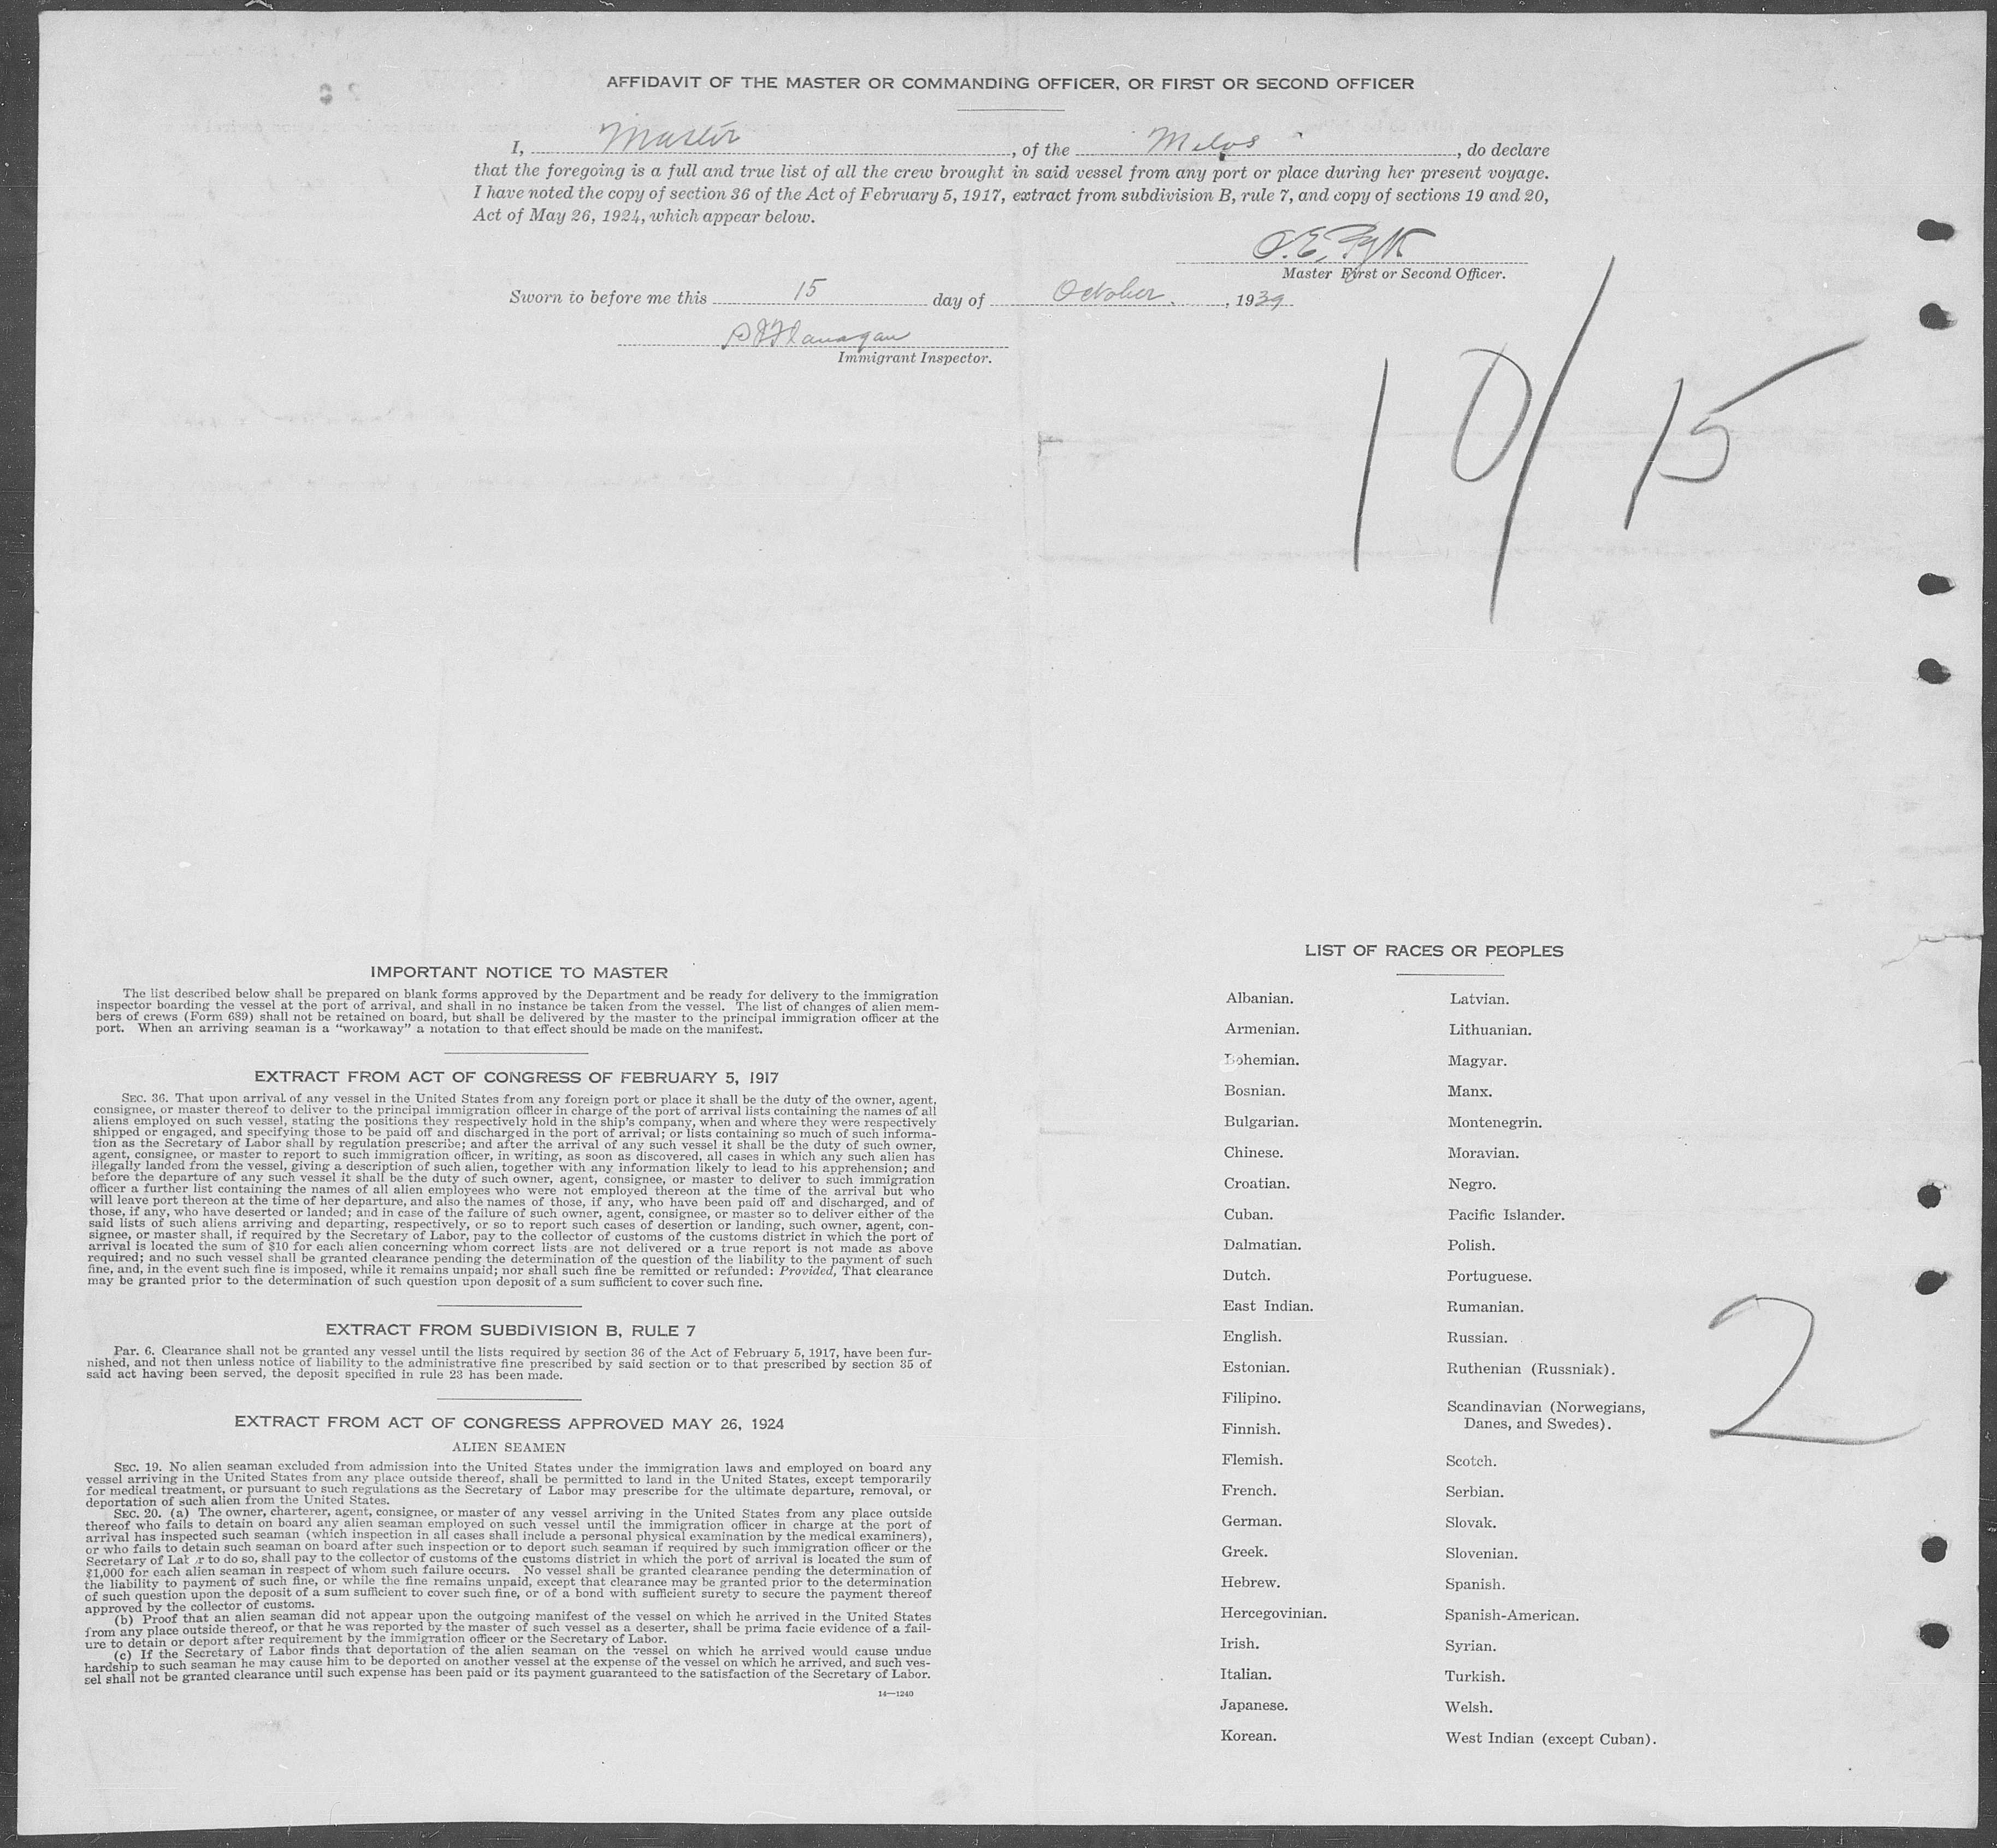 AFFIDAVIT OF THE MASTER OR COMMANDING OFFICER, OR FIRST OR SECOND OFFICER
I, Master, of the Melos, do declare
that the foregoing is a full and true list of all the crew brought in said vessel from any port or place during her present voyage.
I have noted the copy of section 36 of the Act of February 5, 1917, extract from subdivision B, rule 7, and copy of sections 19 and 20,
Act of May 26, 1924, which appear below.
Master First or Second Officer.
Sworn to before me this 15 day of October, 1939
Flanagan
Immigrant Inspector.
10/15
IMPORTANT NOTICE TO MASTER
The list described below shall be prepared on blank forms approved by the Department and be ready for delivery to the immigration
inspector boarding the vessel at the port of arrival, and shall in no instance be taken from the vessel. The list of changes of alien mem-
bers of crews (Form 689) shall not be retained on board, but shall be delivered by the master to the principal immigration officer at the
port. When an arriving seaman is a "workaway" a notation to that effect should be made on the manifest.
EXTRACT FROM ACT OF CONGRESS OF FEBRUARY 5, 1917
SEC. 36. That upon arrival of any vessel in the United States from any foreign port or place it shall be the duty of the owner, agent,
consignee, or master thereof to deliver to the principal immigration officer in charge of the port of arrival lists containing the names of all
aliens employed on such vessel, stating the positions they respectively hold in the ship's company, when and where they were respectively
shipped or engaged, and specifying those to be paid off and discharged in the port of arrival; or lists containing so much of such informa-
tion as the Secretary of Labor shall by regulation prescribe; and after the arrival of any such vessel it shall be the duty of such owner,
agent, consignee, or master to report to such immigration officer, in writing, as soon as discovered, all cases in which any such alien has
illegally landed from the vessel, giving a description of such alien, together with any information likely to lead to his apprehension; and
before the departure of any such vessel it shall be the duty of such owner, agent, consignee, or master to deliver to such immigration
officer a further list containing the names of all alien employees who were not employed thereon at the time of the arrival but who
will leave port thereon at the time of her departure, and also the names of those, if any, who have been paid off and discharged, and of
those, if any, who have deserted or landed; and in case of the failure of such owner, agent, consignee, or master so to deliver either of the
said lists of such aliens arriving and departing, respectively, or so to report such cases of desertion or landing, such owner, agent, con-
signee, or master shall, if required by the Secretary of Labor, pay to the collector of customs of the customs district in which the port of
arrival is located the sum of $10 for each alien concerning whom correct lists are not delivered or a true report is not made as above
required; and no such vessel shall be granted clearance pending the determination of the question of the liability to the payment of such
fine, and, in the event such fine is imposed, while it remains unpaid; nor shall such fine be remitted or refunded: Provided, That clearance
may be granted prior to the determination of such question upon deposit of a sum sufficient to cover such fine.
EXTRACT FROM SUBDIVISION B, RULE 7
Par. 6. Clearance shall not be granted any vessel until the lists required by section 36 of the Act of February 5, 1917, have been fur-
nished, and not then unless notice of liability to the administrative fine prescribed by said section or to that prescribed by section 35 of
said act having been served, the deposit specified in rule 23 has been made.
EXTRACT FROM ACT OF CONGRESS APPROVED MAY 26, 1924
ALIEN SEAMEN
SEC. 19. No alien seaman excluded from admission into the United States under the immigration laws and employed on board any
vessel arriving in the United States from any place outside thereof, shall be permitted to land in the United States, except temporarily
for medical treatment, or pursuant to such regulations as the Secretary of Labor may prescribe for the ultimate departure, removal, or
deportation of such alien from the United States.
SEC. 20. (a) The owner, charterer, agent, consignee, or master of any vessel arriving in the United States from any place outside
thereof who fails to detain on board any alien seaman employed on such vessel until the immigration officer in charge at the port of
arrival has inspected such seaman (which inspection in all cases shall include a personal physical examination by the medical examiners),
or who fails to detain such seaman on board after such inspection or to deport such seaman if required by such immigration officer or the
Secretary of Labor to do so, shall pay to the collector of customs of the customs district in which the port of arrival is located the sum of
$1,000 for each alien seaman in respect of whom such failure occurs. No vessel shall be granted clearance pending the determination of
the liability to payment of such fine, or while the fine remains unpaid, except that clearance may be granted prior to the determination
of such question upon the deposit of a sum sufficient to cover such fine, or of a bond with sufficient surety to secure the payment thereof
approved by the collector of customs.
(b) Proof that an alien seaman did not appear upon the outgoing manifest of the vessel on which he arrived in the United States
from any place outside thereof, or that he was reported by the master of such vessel as a deserter, shall be prima facie evidence of a fail-
ure to detain or deport after requirement by the immigration officer or the Secretary of Labor.
(c) If the Secretary of Labor finds that deportation of the alien seaman on the vessel on which he arrived would cause undue
hardship to such seaman he may cause him to be deported on another vessel at the expense of the vessel on which he arrived, and such ves-
sel shall not be granted clearance until such expense has been paid or its payment guaranteed to the satisfaction of the Secretary of Labor.
14—1240
LIST OF RACES OR PEOPLES
Albanian.
Armenian.
Bohemian.
Bosnian.
Bulgarian.
Chinese.
Croatian.
Cuban.
Dalmatian.
Dutch.
East Indian.
English.
Estonian.
Filipino.
Finnish.
Flemish.
French.
German.
Greek.
Hebrew.
Hercegovinian.
Irish.
Italian.
Japanese.
Korean.
Latvian.
Lithuanian.
Magyar.
Manx.
Montenegrin.
Moravian.
Negro.
Pacific Islander.
Polish.
Portuguese.
Rumanian.
Russian.
Ruthenian (Russniak).
Scandinavian (Norwegians,
Danes, and Swedes).
Scotch.
Serbian.
Slovak.
Slovenian.
Spanish.
Spanish-American.
Syrian.
Turkish.
Welsh.
West Indian (except Cuban).
2